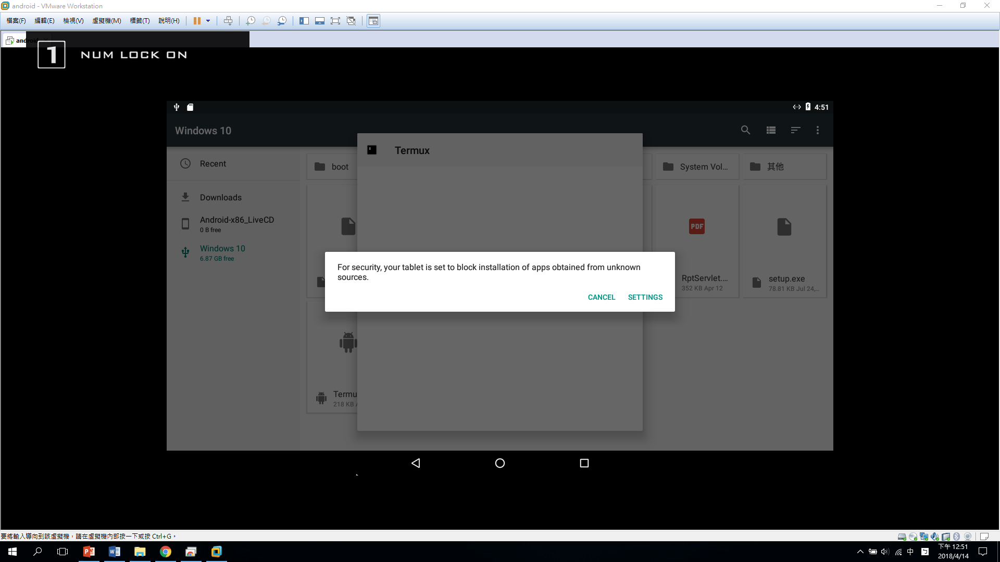 android - VMware Workstation
檔案(F) 編輯(E) 檢視(V) 虛擬機(M) 標籤(T) 說明(H)
android
1 NUM LOCK ON
4:51
Windows 10
Termux
Recent
boot
System Vol...
其他
Downloads
Android-x86_LiveCD
0 B free
PDF
Windows 10
6.87 GB free
For security, your tablet is set to block installation of apps obtained from unknown
sources.
CANCEL SETTINGS
RptServlet....
352 KB Apr 12
setup.exe
78.81 KB Jul 24,...
Termu
218 KB
要將輸入導向到該虛擬機，請在虛擬機內部按一下或按 Ctrl+G。
中 ㄅ
下午 12:51
2018/4/14